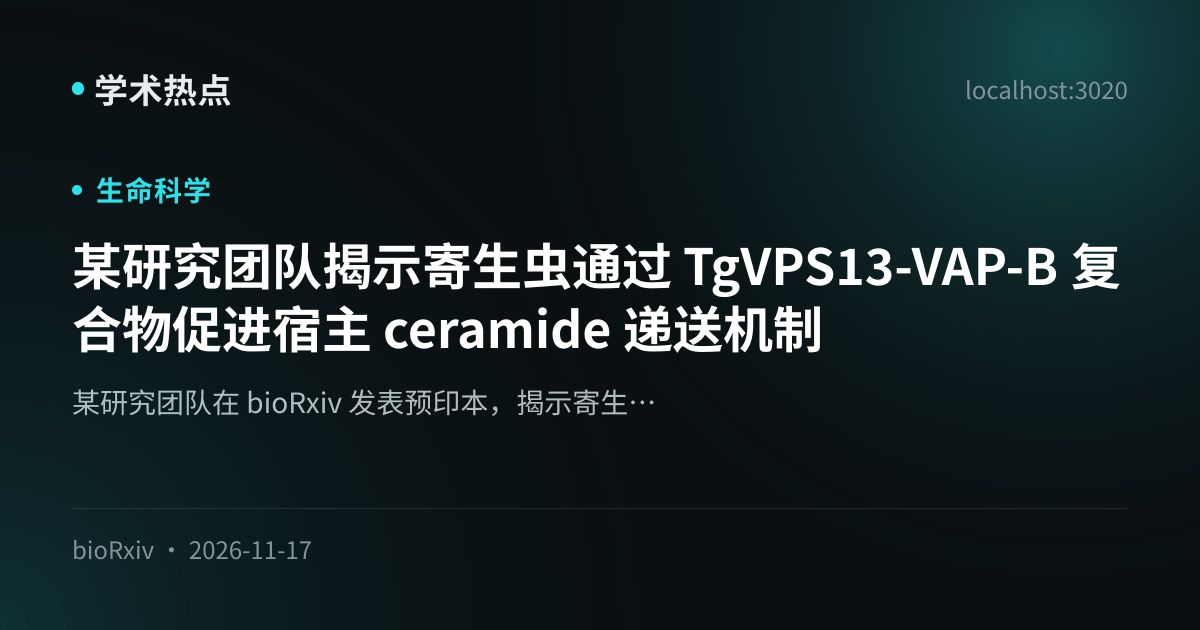 学术热点
localhost:3020
生命科学
某研究团队揭示寄生虫通过 TgVPS13-VAP-B 复
合物促进宿主 ceramide 递送机制
某研究团队在 bioRxiv 发表预印本，揭示寄生…
bioRxiv · 2026-11-17